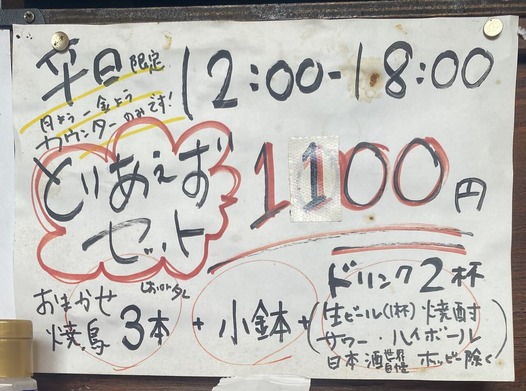 平日限定 12:00-18:00
月よう-金よう
カウンターのみです!
とりあえず
セット
1100円
おまかせ
焼鳥 3本 + 小鉢 + ドリンク2杯
(生ビール(1杯) 焼酎
サワー・ハイボール
日本酒 ホッピー除く)